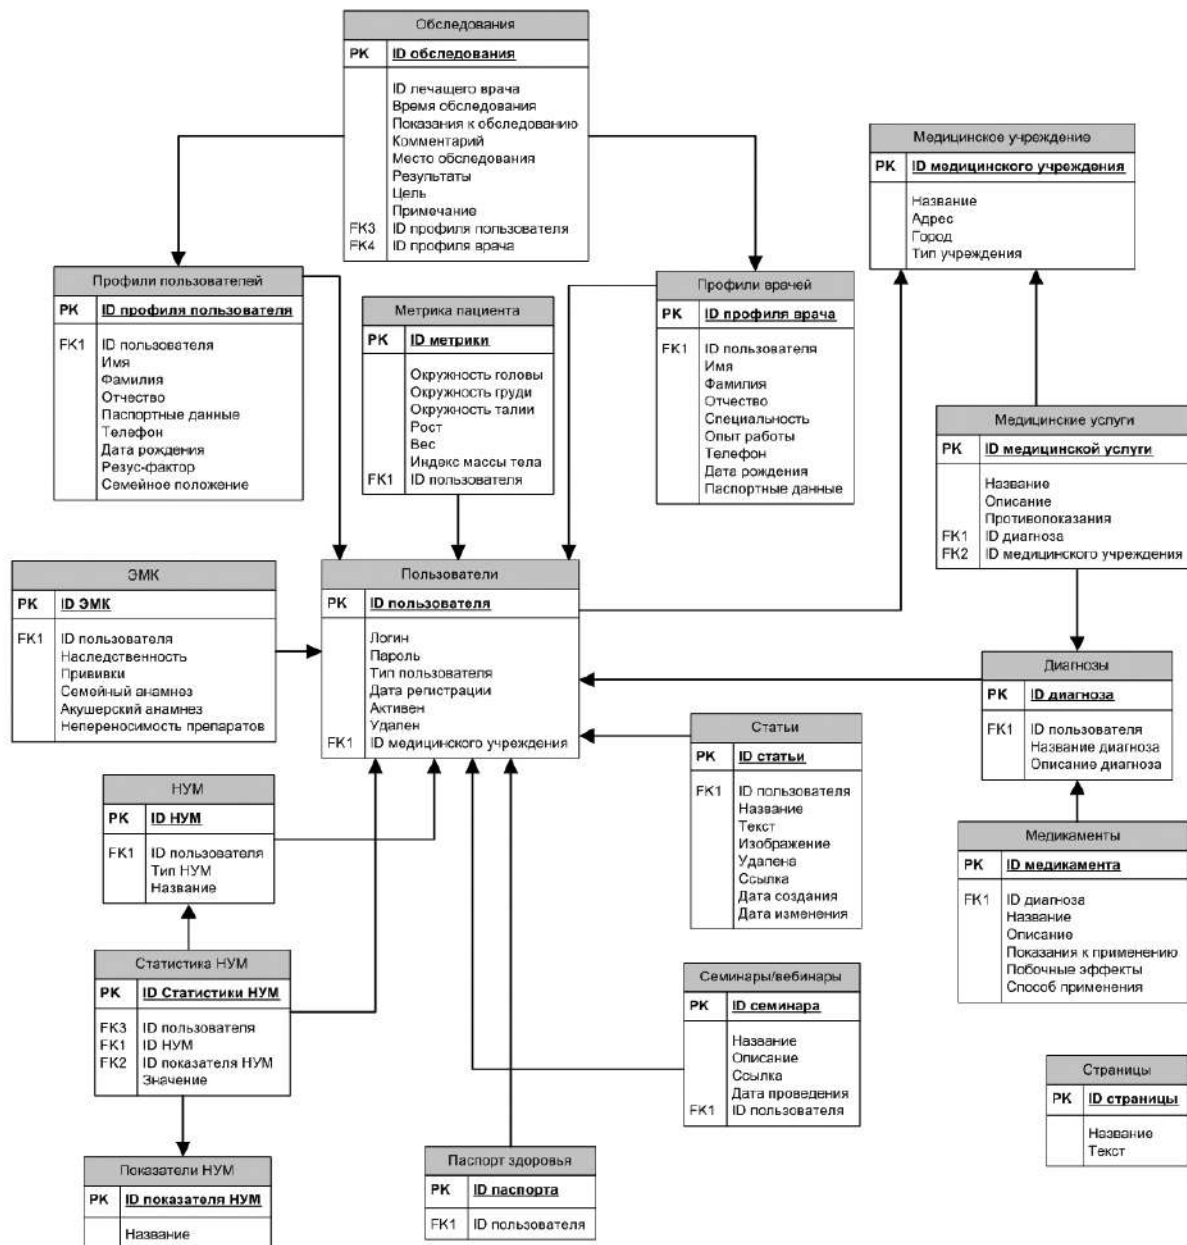 Обследования
PK ID обследования
ID лечащего врача
Время обследования
Показания к обследованию
Комментарий
Место обследования
Результаты
Цель
Примечание
FK3 ID профиля пользователя
FK4 ID профиля врача
Медицинское учреждение
PK ID медицинского учреждения
Название
Адрес
Город
Тип учреждения
Профили пользователей
PK ID профиля пользователя
FK1 ID пользователя
Имя
Фамилия
Отчество
Паспортные данные
Телефон
Дата рождения
Резус-фактор
Семейное положение
Метрика пациента
PK ID метрики
Окружность головы
Окружность груди
Окружность талии
Рост
Вес
Индекс массы тела
FK1 ID пользователя
Профили врачей
PK ID профиля врача
FK1 ID пользователя
Имя
Фамилия
Отчество
Специальность
Опыт работы
Телефон
Дата рождения
Паспортные данные
Медицинские услуги
PK ID медицинской услуги
Название
Описание
Противопоказания
FK1 ID диагноза
FK2 ID медицинского учреждения
ЭМК
PK ID ЭМК
FK1 ID пользователя
Наследственность
Прививки
Семейный анамнез
Акушерский анамнез
Непереносимость препаратов
Пользователи
PK ID пользователя
Логин
Пароль
Тип пользователя
Дата регистрации
Активен
Удален
FK1 ID медицинского учреждения
Диагнозы
PK ID диагноза
FK1 ID пользователя
Название диагноза
Описание диагноза
Статьи
PK ID статьи
FK1 ID пользователя
Название
Текст
Изображение
Удалена
Ссылка
Дата создания
Дата изменения
НУМ
PK ID НУМ
FK1 ID пользователя
Тип НУМ
Название
Медикаменты
PK ID медикамента
FK1 ID диагноза
Название
Описание
Показания к применению
Побочные эффекты
Способ применения
Статистика НУМ
PK ID Статистики НУМ
FK3 ID пользователя
FK1 ID НУМ
FK2 ID показателя НУМ
Значение
Семинары/вебинары
PK ID семинара
Название
Описание
Ссылка
Дата проведения
FK1 ID пользователя
Страницы
PK ID страницы
Название
Текст
Показатели НУМ
PK ID показателя НУМ
Название
Паспорт здоровья
PK ID паспорта
FK1 ID пользователя